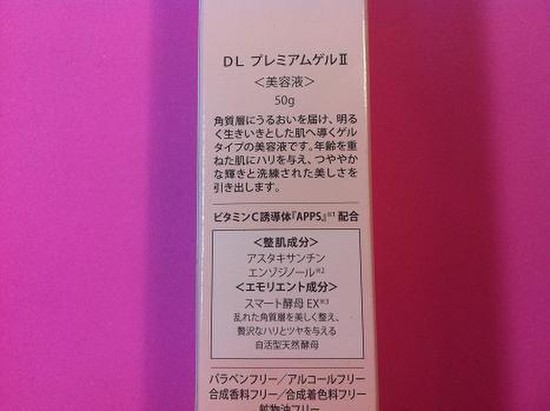 DL プレミアムゲルⅡ
＜美容液＞
50g
角質層にうるおいを届け、明る
く生きいきとした肌へ導くゲル
タイプの美容液です。年齢を重
ねた肌にハリを与え、つややか
な輝きと洗練された美しさを
引き出します。
ビタミンC誘導体『APPS』※1 配合
＜整肌成分＞
アスタキサンチン
エンゾジノール※2
＜エモリエント成分＞
スマート酵母EX※3
乱れた角質層を美しく整え、
贅沢なハリとツヤを与える
自活型天然酵母
パラベンフリー／アルコールフリー
合成香料フリー／合成着色料フリー
鉱物油フリー